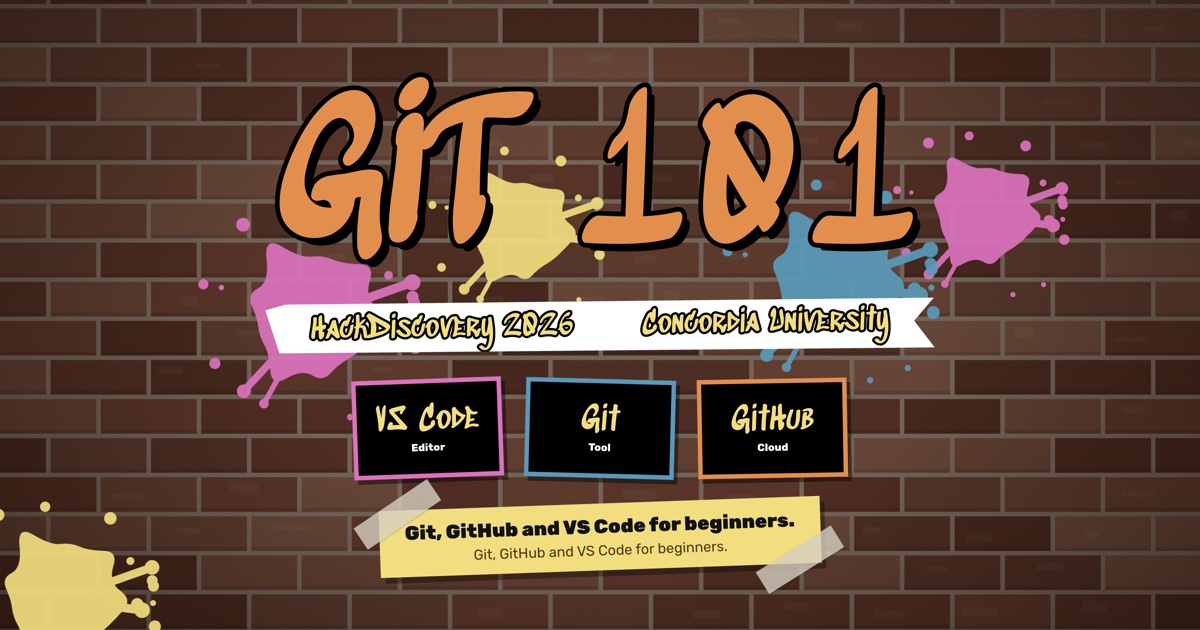 GiT 101
HackDiscovery 2026 Concordia University
VS Code
Editor
Git
Tool
GitHub
Cloud
Git, GitHub and VS Code for beginners.
Git, GitHub and VS Code for beginners.